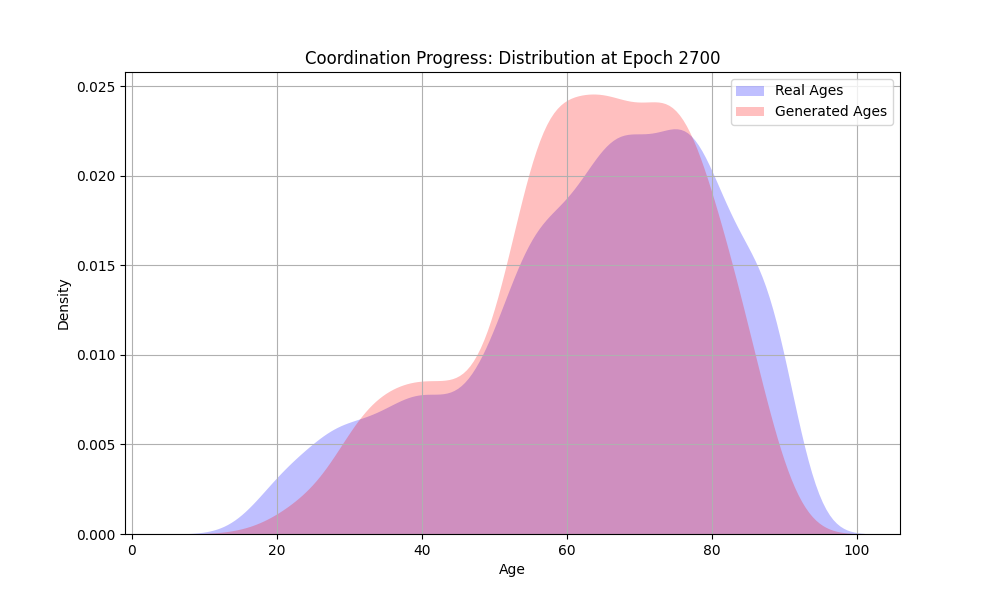 Coordination Progress: Distribution at Epoch 2700
Real Ages
Generated Ages
0.025
0.020
0.015
0.010
0.005
0.000
Density
0
20
40
60
80
100
Age